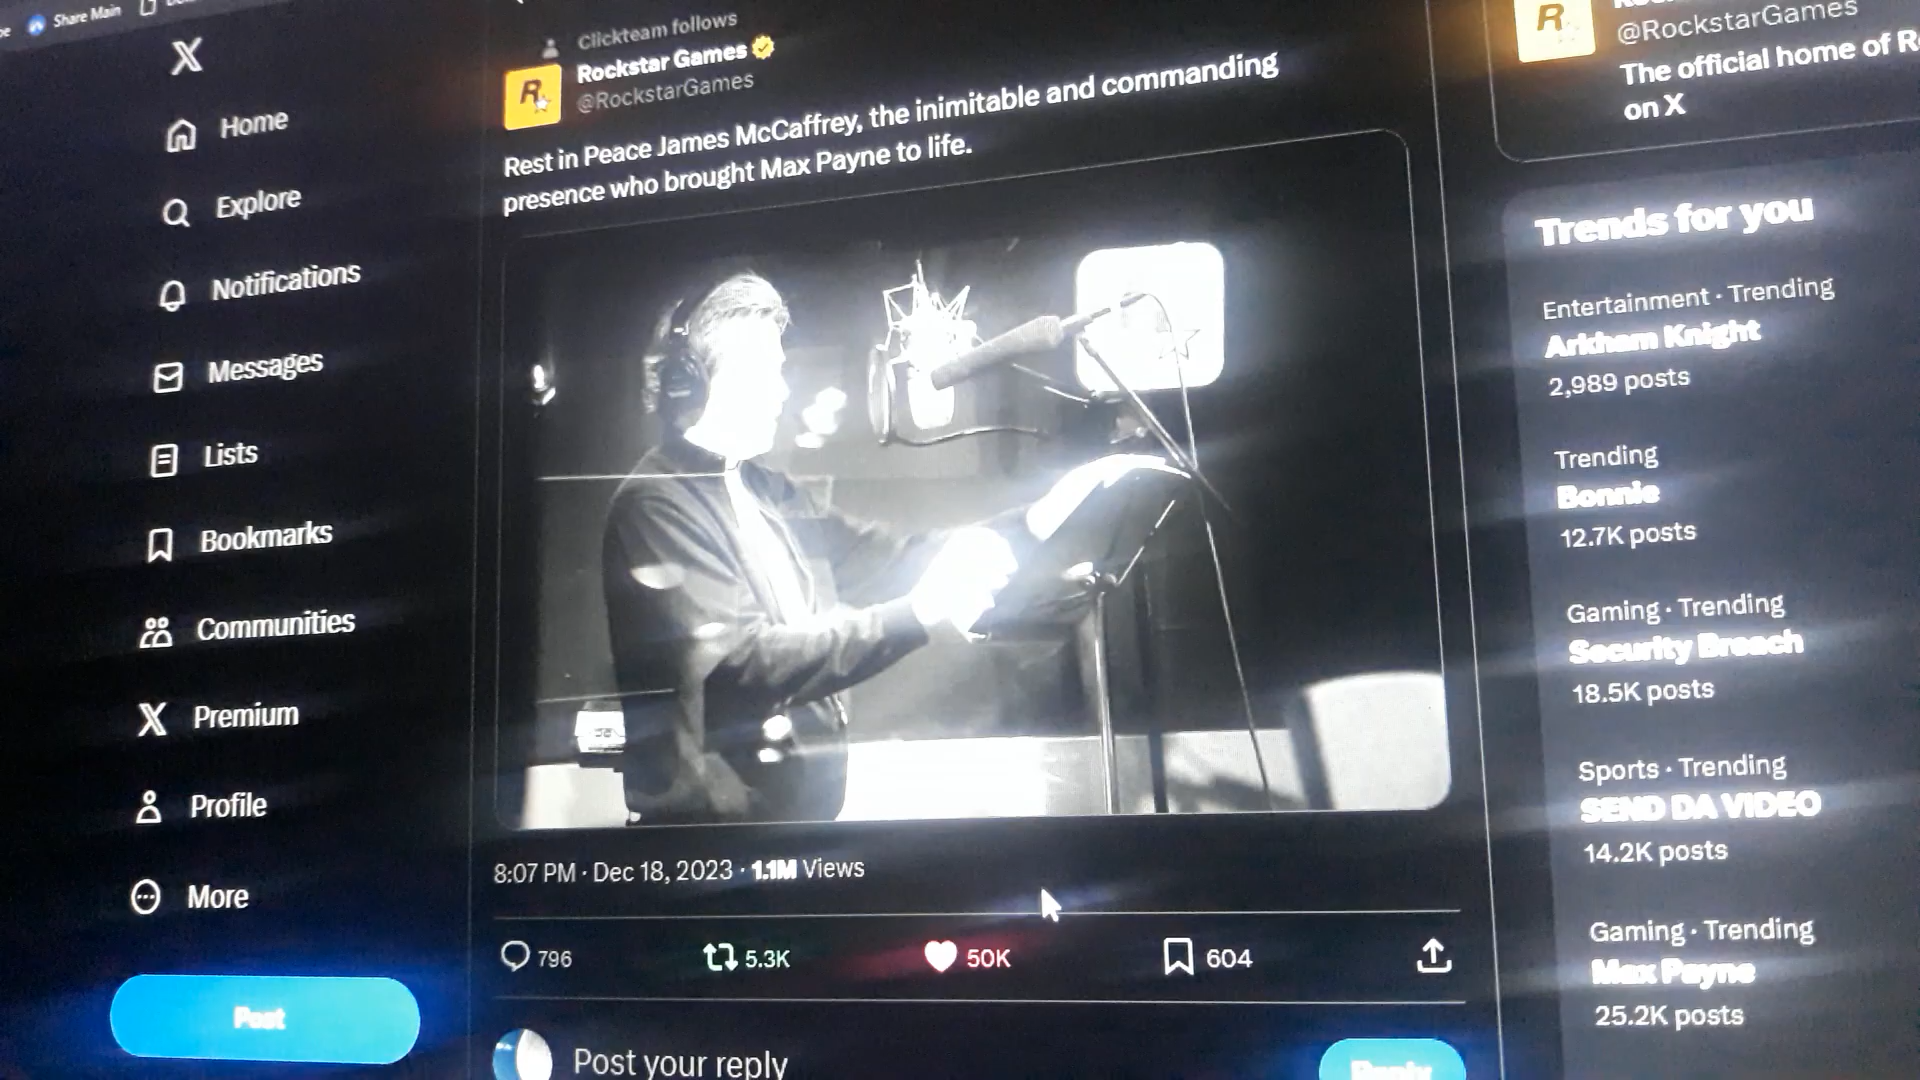 Share Main
Home
Explore
Notifications
Messages
Lists
Bookmarks
Communities
Premium
Profile
More
Post
Clickteam follows
Rockstar Games
@RockstarGames
Rest in Peace James McCaffrey, the inimitable and commanding
presence who brought Max Payne to life.
8:07 PM · Dec 18, 2023 · 1.1M Views
796
5.3K
50K
604
Post your reply
Reply
@RockstarGames
The official home of R
on X
Trends for you
Entertainment · Trending
Arkham Knight
2,989 posts
Trending
Bonnie
12.7K posts
Gaming · Trending
Security Breach
18.5K posts
Sports · Trending
SEND DA VIDEO
14.2K posts
Gaming · Trending
Max Payne
25.2K posts